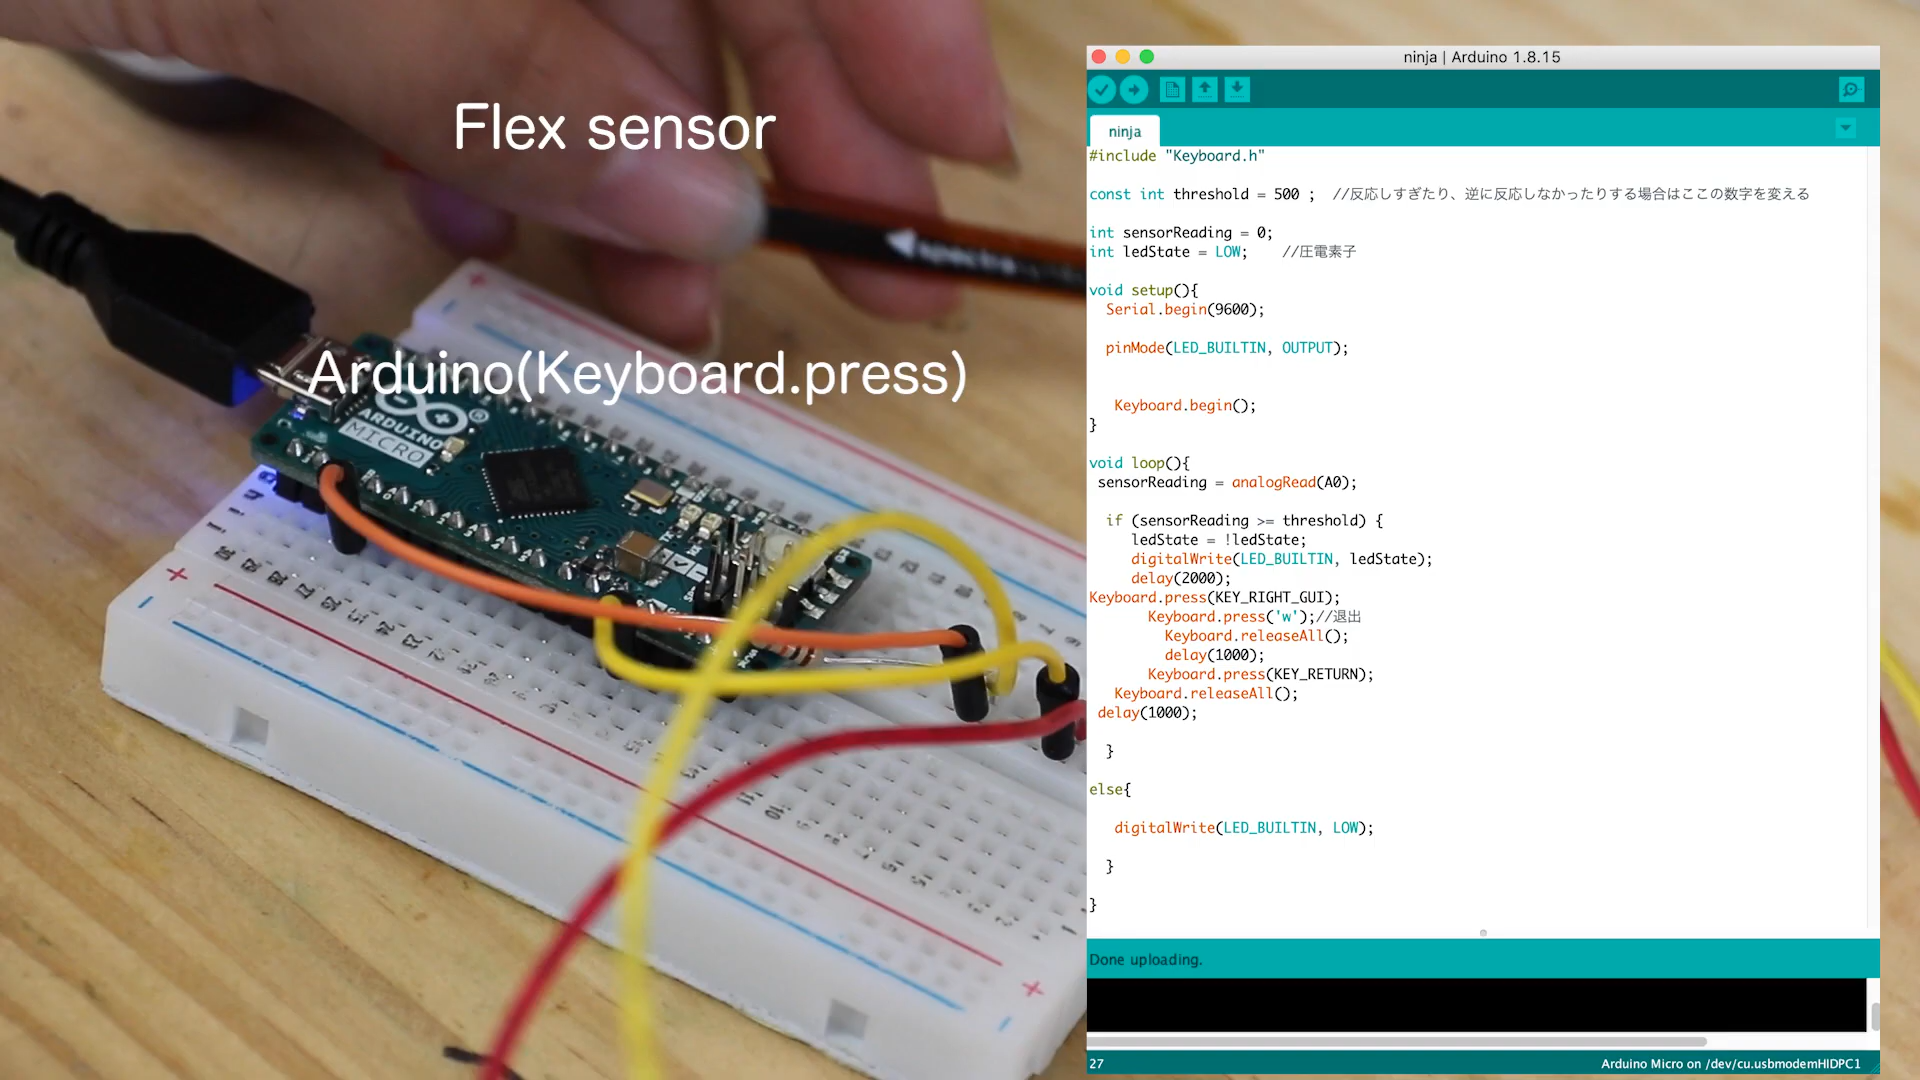 Flex sensor
Arduino(Keyboard.press)
ARDUINO
MICRO
ninja | Arduino 1.8.15
ninja
#include "Keyboard.h"
const int threshold = 500 ;  //反応しすぎたり、逆に反応しなかったりする場合はここの数字を変える
int sensorReading = 0;
int ledState = LOW;    //圧電素子
void setup(){
Serial.begin(9600);
pinMode(LED_BUILTIN, OUTPUT);
Keyboard.begin();
}
void loop(){
sensorReading = analogRead(A0);
if (sensorReading >= threshold) {
ledState = !ledState;
digitalWrite(LED_BUILTIN, ledState);
delay(2000);
Keyboard.press(KEY_RIGHT_GUI);
Keyboard.press('w');//退出
Keyboard.releaseAll();
delay(1000);
Keyboard.press(KEY_RETURN);
Keyboard.releaseAll();
delay(1000);
}
else{
digitalWrite(LED_BUILTIN, LOW);
}
}
Done uploading.
27
Arduino Micro on /dev/cu.usbmodemHIDPC1